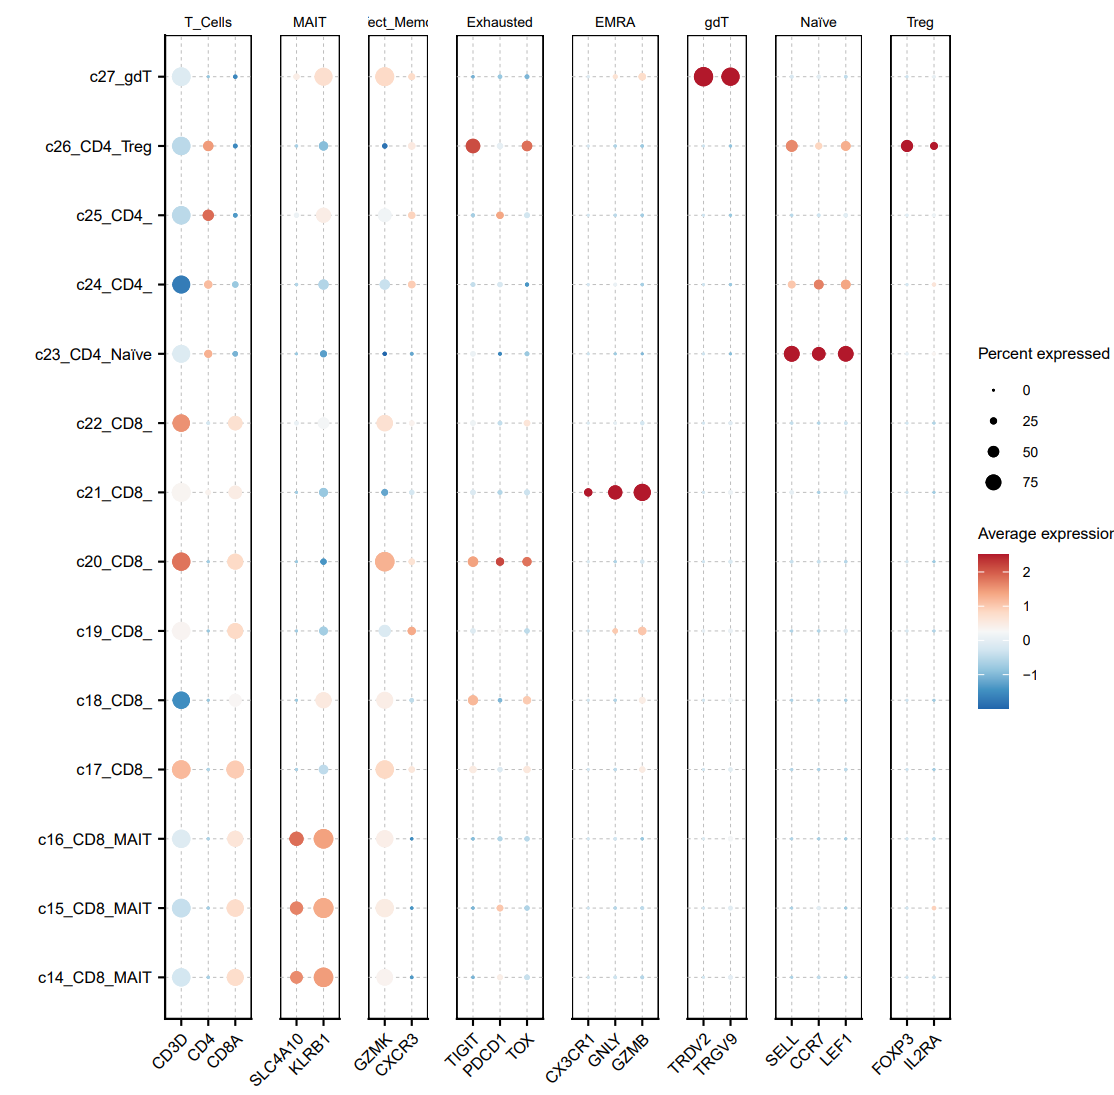 T_Cells MAIT ect_Memo Exhausted EMRA gdT Naïve Treg
c27_gdT
c26_CD4_Treg
c25_CD4_
c24_CD4_
c23_CD4_Naïve
c22_CD8_
c21_CD8_
c20_CD8_
c19_CD8_
c18_CD8_
c17_CD8_
c16_CD8_MAIT
c15_CD8_MAIT
c14_CD8_MAIT
CD3D CD4 CD8A SLC4A10 KLRB1 GZMK CXCR3 TIGIT PDCD1 TOX CX3CR1 GNLY GZMB TRDV2 TRGV9 SELL CCR7 LEF1 FOXP3 IL2RA
Percent expressed
0
25
50
75
Average expression
2
1
0
−1